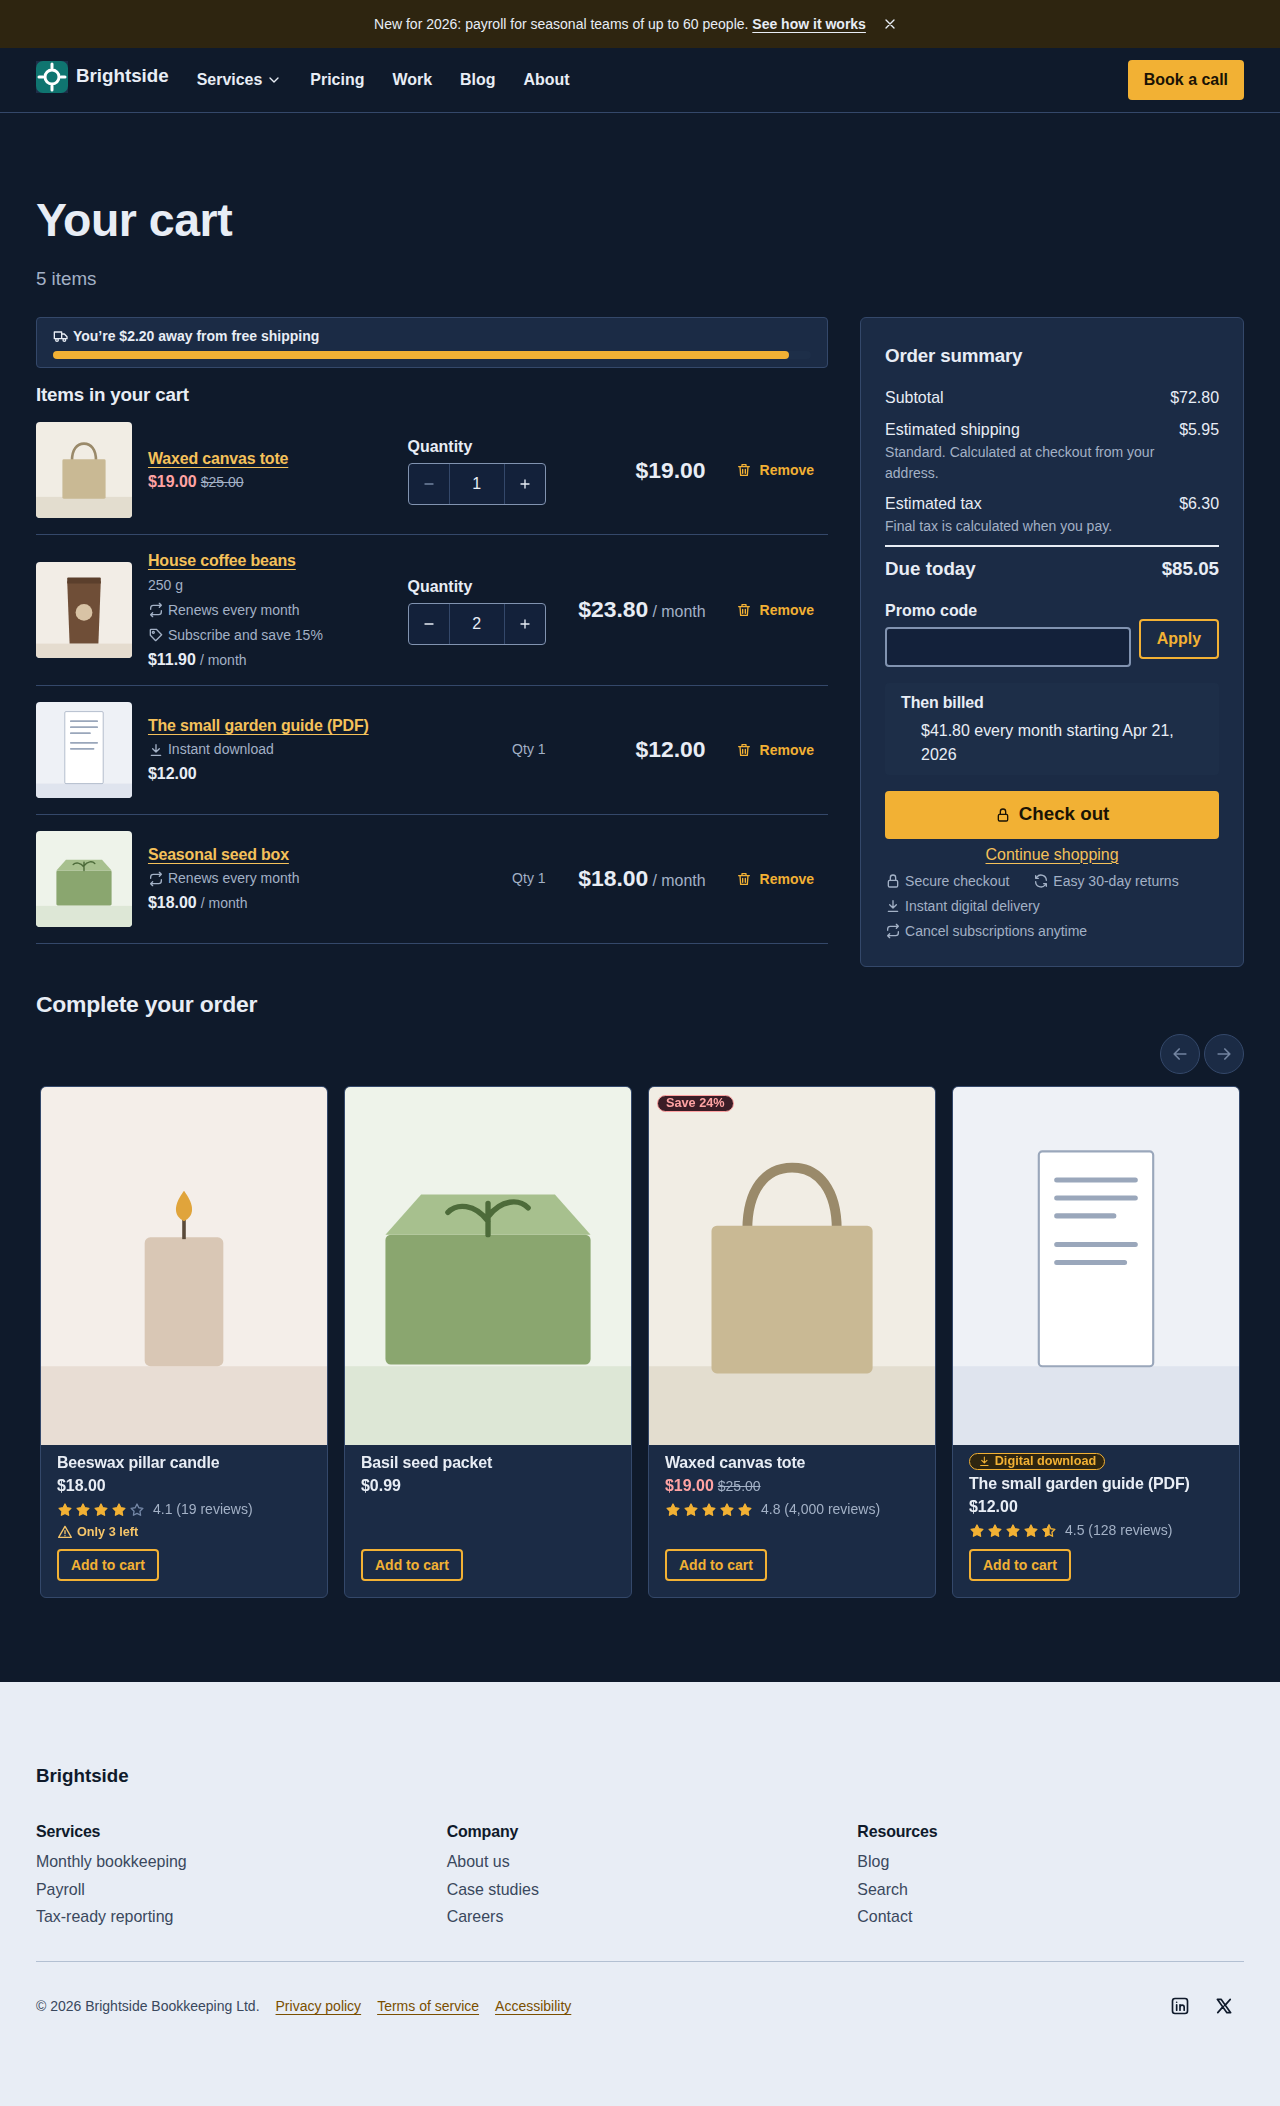 New for 2026: payroll for seasonal teams of up to 60 people. See how it works
Brightside
Services
Pricing
Work
Blog
About
Book a call
Your cart
5 items
You’re $2.20 away from free shipping
Items in your cart
Waxed canvas tote
$19.00 $25.00
Quantity
1
$19.00
Remove
House coffee beans
250 g
Renews every month
Subscribe and save 15%
$11.90 / month
Quantity
2
$23.80 / month
Remove
The small garden guide (PDF)
Instant download
$12.00
Qty 1
$12.00
Remove
Seasonal seed box
Renews every month
$18.00 / month
Qty 1
$18.00 / month
Remove
Order summary
Subtotal $72.80
Estimated shipping $5.95
Standard. Calculated at checkout from your
address.
Estimated tax $6.30
Final tax is calculated when you pay.
Due today $85.05
Promo code
Apply
Then billed
$41.80 every month starting Apr 21,
2026
Check out
Continue shopping
Secure checkout
Easy 30-day returns
Instant digital delivery
Cancel subscriptions anytime
Complete your order
Beeswax pillar candle
$18.00
4.1 (19 reviews)
Only 3 left
Add to cart
Basil seed packet
$0.99
Add to cart
Save 24%
Waxed canvas tote
$19.00 $25.00
4.8 (4,000 reviews)
Add to cart
Digital download
The small garden guide (PDF)
$12.00
4.5 (128 reviews)
Add to cart
Brightside
Services
Monthly bookkeeping
Payroll
Tax-ready reporting
Company
About us
Case studies
Careers
Resources
Blog
Search
Contact
© 2026 Brightside Bookkeeping Ltd.
Privacy policy
Terms of service
Accessibility